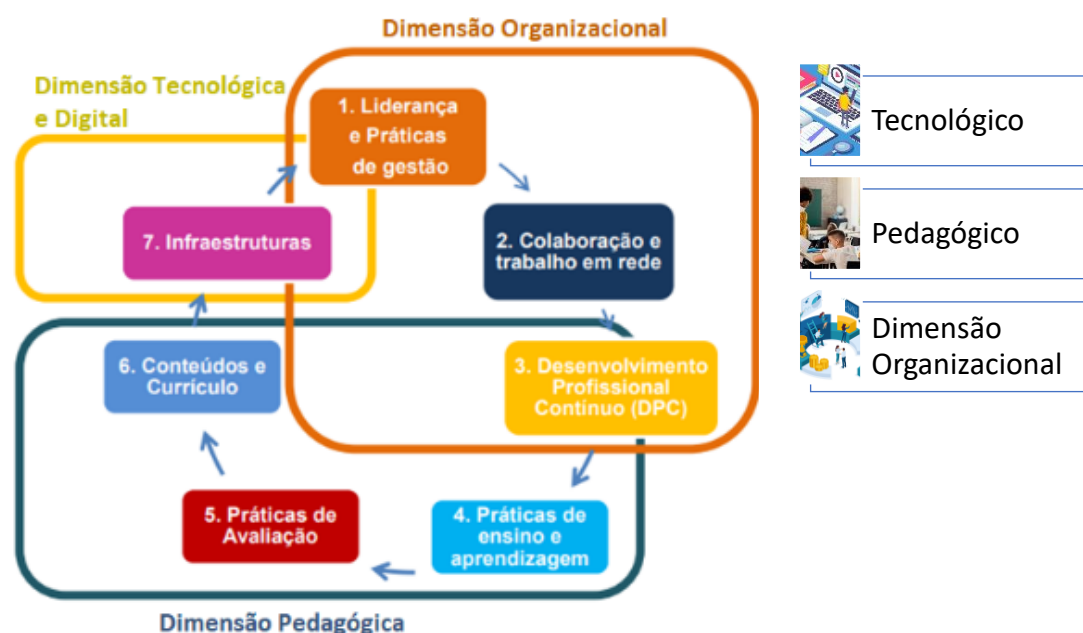 Dimensão Organizacional
Dimensão Tecnológica
e Digital
1. Liderança
e Práticas
de gestão
2. Colaboração e
trabalho em rede
3. Desenvolvimento
Profissional
Contínuo (DPC)
4. Práticas de
ensino e
aprendizagem
5. Práticas de
Avaliação
6. Conteúdos e
Currículo
7. Infraestruturas
Dimensão Pedagógica
Tecnológico
Pedagógico
Dimensão
Organizacional